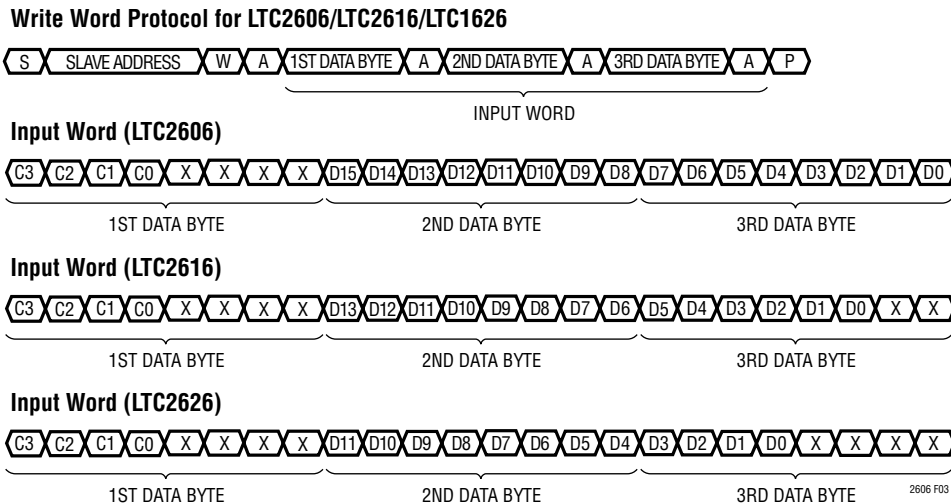 Write Word Protocol for LTC2606/LTC2616/LTC1626
S SLAVE ADDRESS W A 1ST DATA BYTE A 2ND DATA BYTE A 3RD DATA BYTE A P
INPUT WORD
Input Word (LTC2606)
C3 C2 C1 C0 X X X X D15 D14 D13 D12 D11 D10 D9 D8 D7 D6 D5 D4 D3 D2 D1 D0
1ST DATA BYTE 2ND DATA BYTE 3RD DATA BYTE
Input Word (LTC2616)
C3 C2 C1 C0 X X X X D13 D12 D11 D10 D9 D8 D7 D6 D5 D4 D3 D2 D1 D0 X X
1ST DATA BYTE 2ND DATA BYTE 3RD DATA BYTE
Input Word (LTC2626)
C3 C2 C1 C0 X X X X D11 D10 D9 D8 D7 D6 D5 D4 D3 D2 D1 D0 X X X X
1ST DATA BYTE 2ND DATA BYTE 3RD DATA BYTE 2606 F03